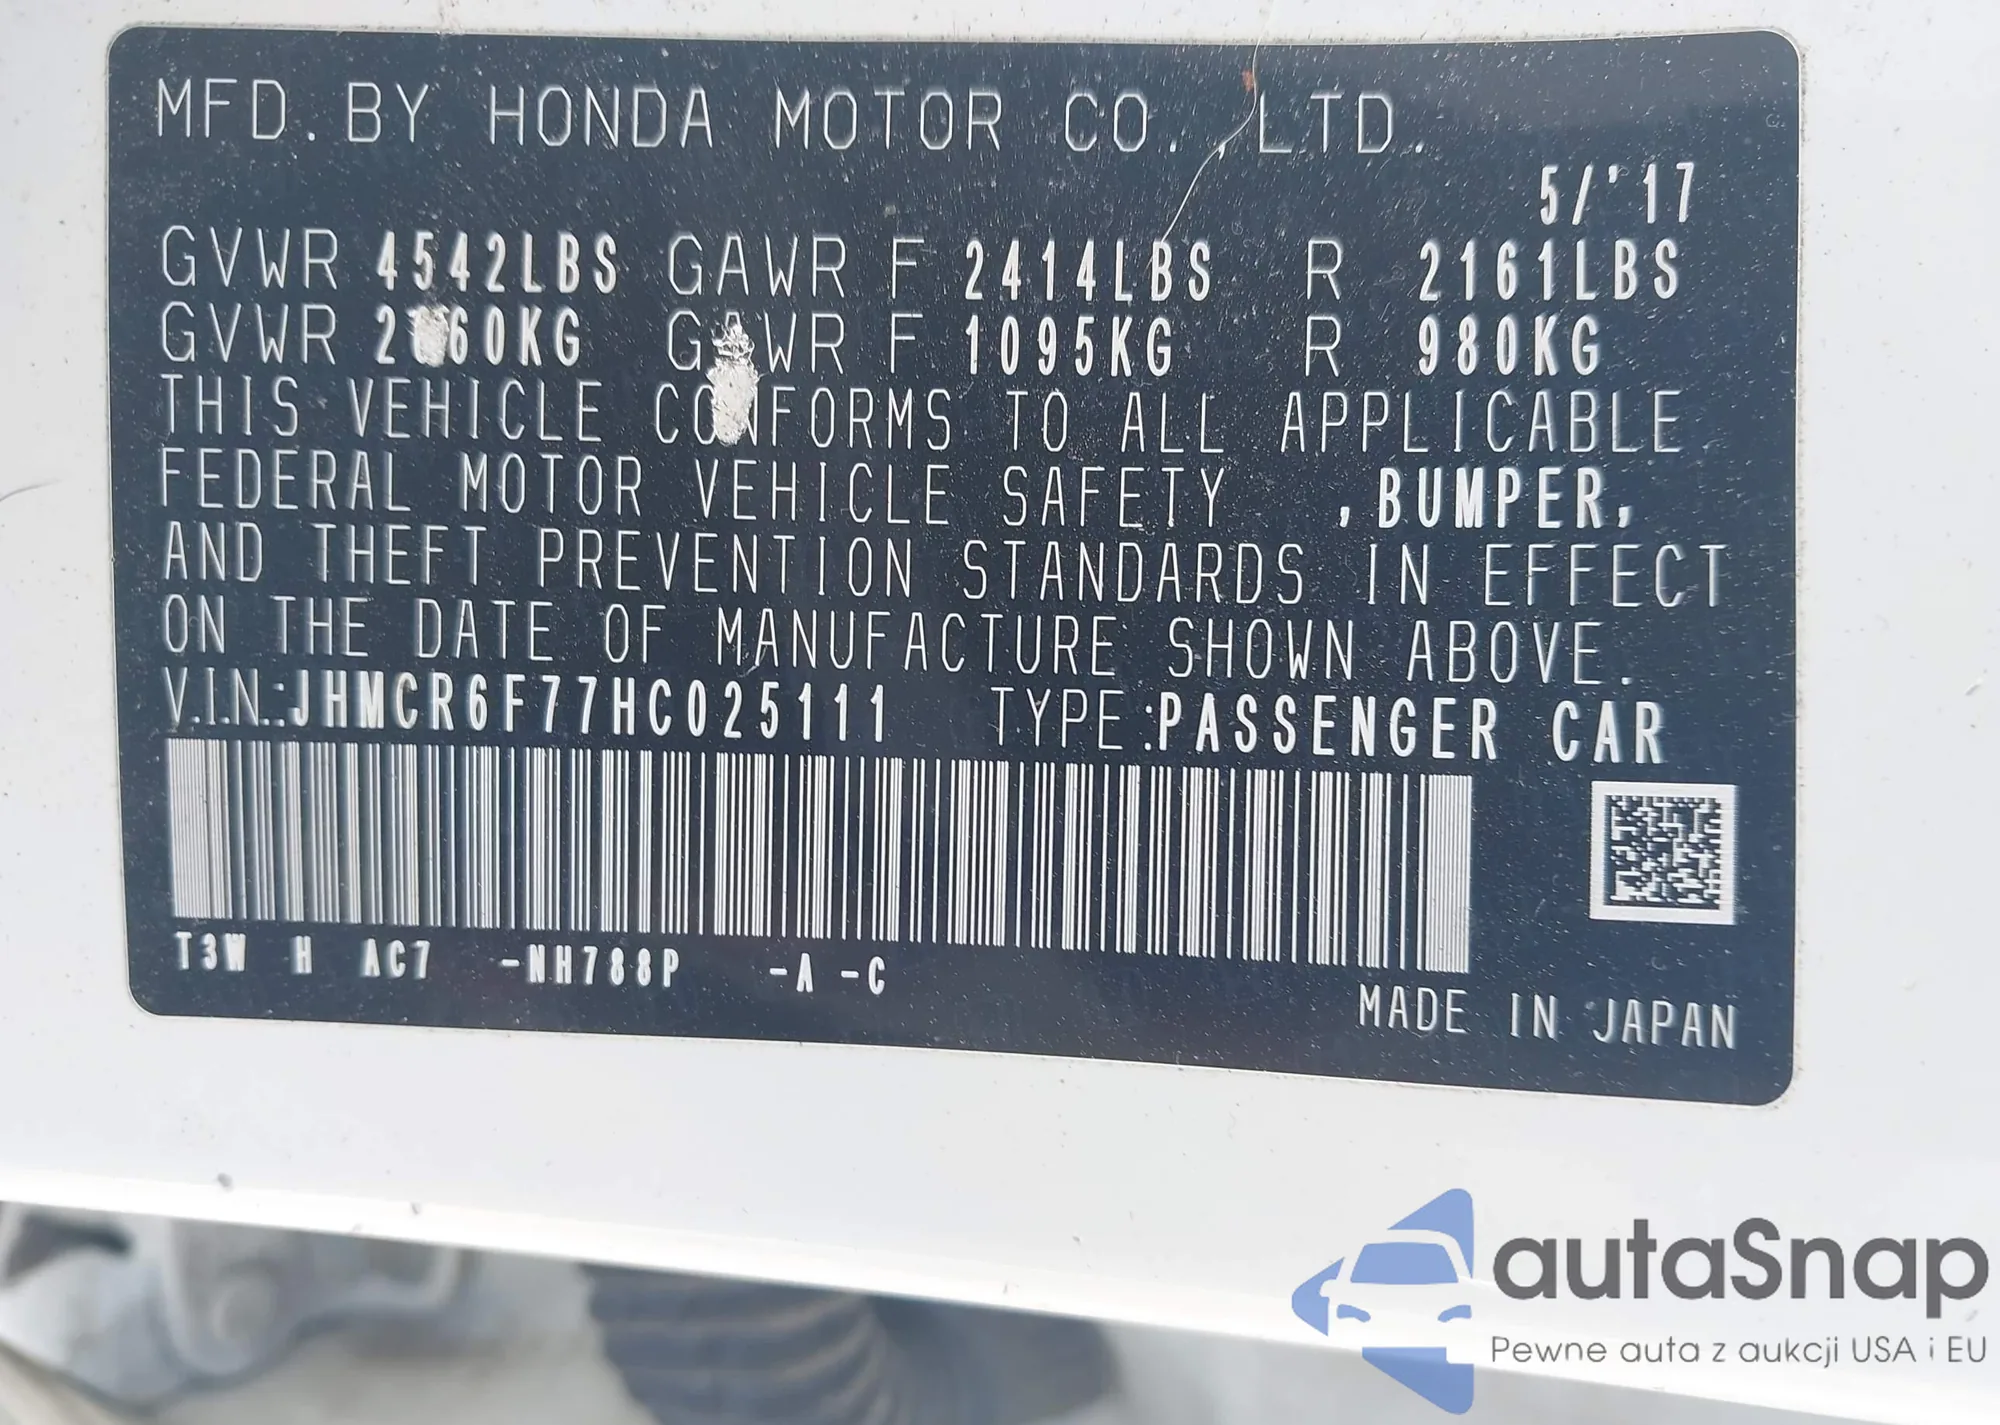 MFD. BY HONDA MOTOR CO., LTD.
5/'17
GVWR 4542LBS GAWR F 2414LBS R 2161LBS
GVWR 2060KG GAWR F 1095KG R 980KG
THIS VEHICLE CONFORMS TO ALL APPLICABLE
FEDERAL MOTOR VEHICLE SAFETY , BUMPER,
AND THEFT PREVENTION STANDARDS IN EFFECT
ON THE DATE OF MANUFACTURE SHOWN ABOVE.
V.I.N.:JHMCR6F77HC025111 TYPE:PASSENGER CAR
T3W H AC7 -NH788P -A -C
MADE IN JAPAN
autaSnap
Pewne auta z aukcji USA i EU